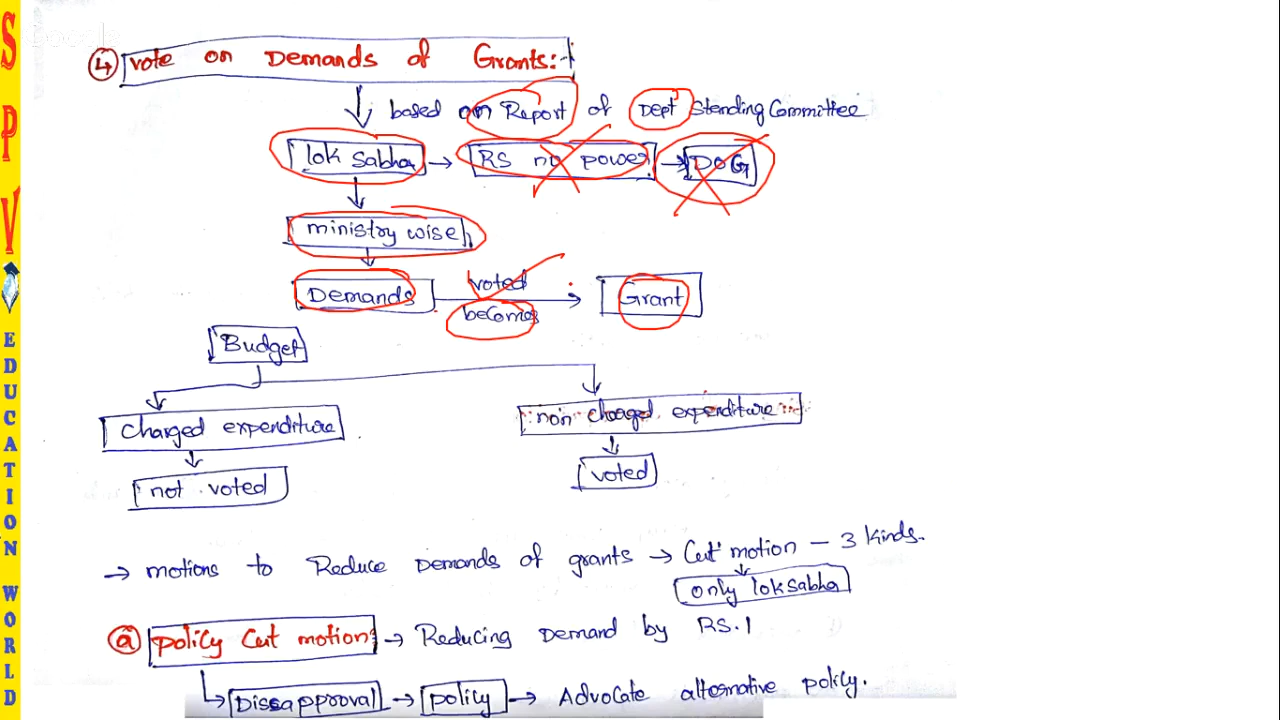 SPV EDUCATION WORLD
Google
④ vote on Demands of Grants:-
based on Report of Dept Standing Committee
lok sabha → RS no power → DOG
ministry wise
Demands voted becomes → Grant
Budget
charged expenditure
non charged expenditure
not voted
voted
→ motions to Reduce Demands of grants → Cut motion – 3 kinds.
only loksabha
ⓐ policy Cut motion: → Reducing Demand by RS.1
Dissapproval → policy → Advocate alternative policy.